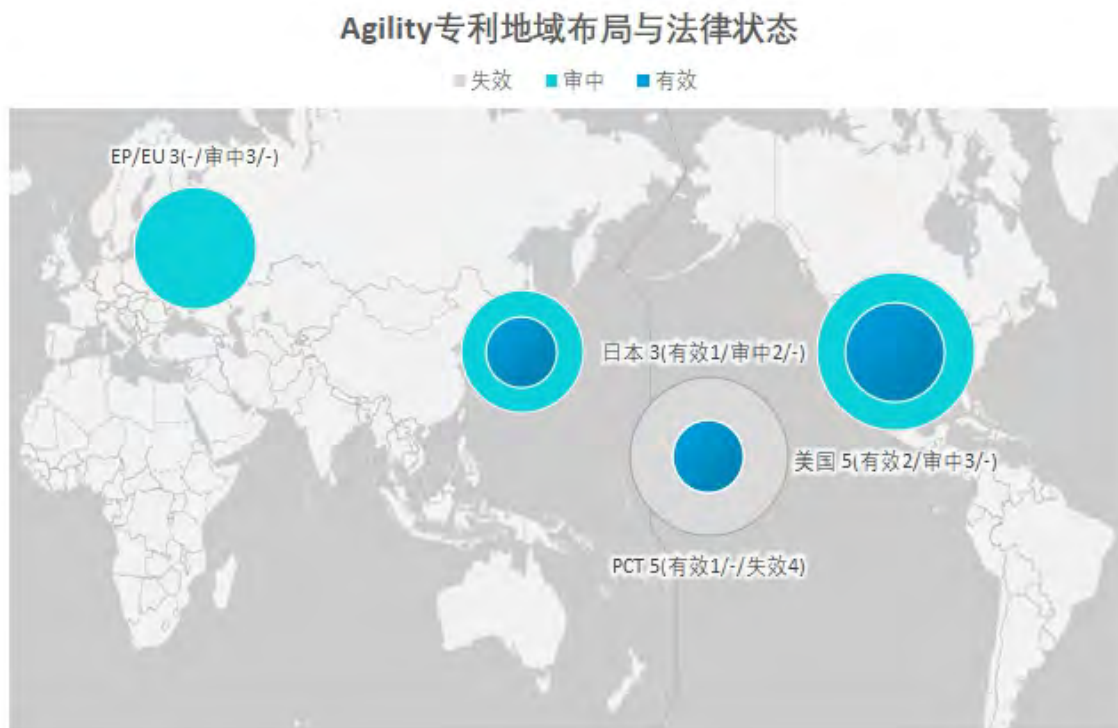 Agility专利地域布局与法律状态
失效 审中 有效
EP/EU 3(-/审中3/-)
日本 3(有效1/审中2/-)
美国 5(有效2/审中3/-)
PCT 5(有效1/-/失效4)